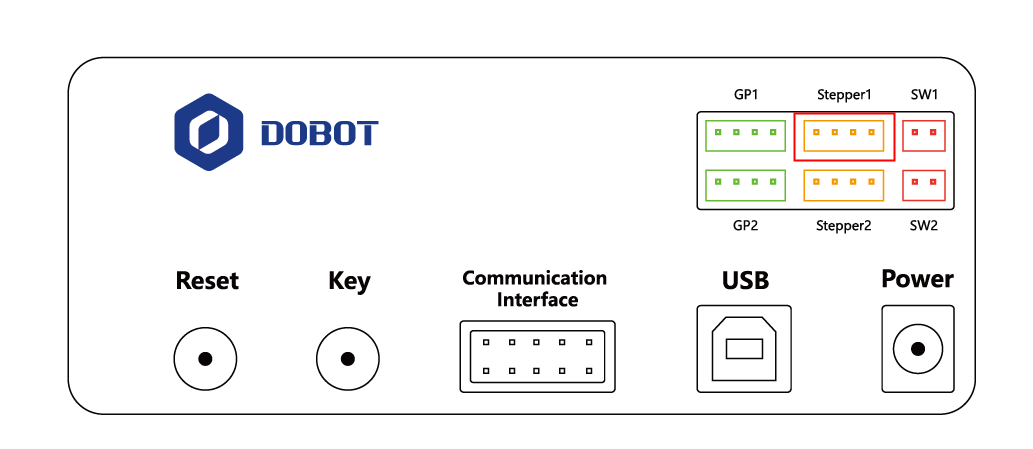 GP1 Stepper1 SW1
DOBOT
GP2 Stepper2 SW2
Reset Key Communication Interface USB Power